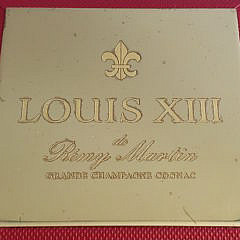 LOUIS XIII
de
Rémy Martin
GRANDE CHAMPAGNE COGNAC